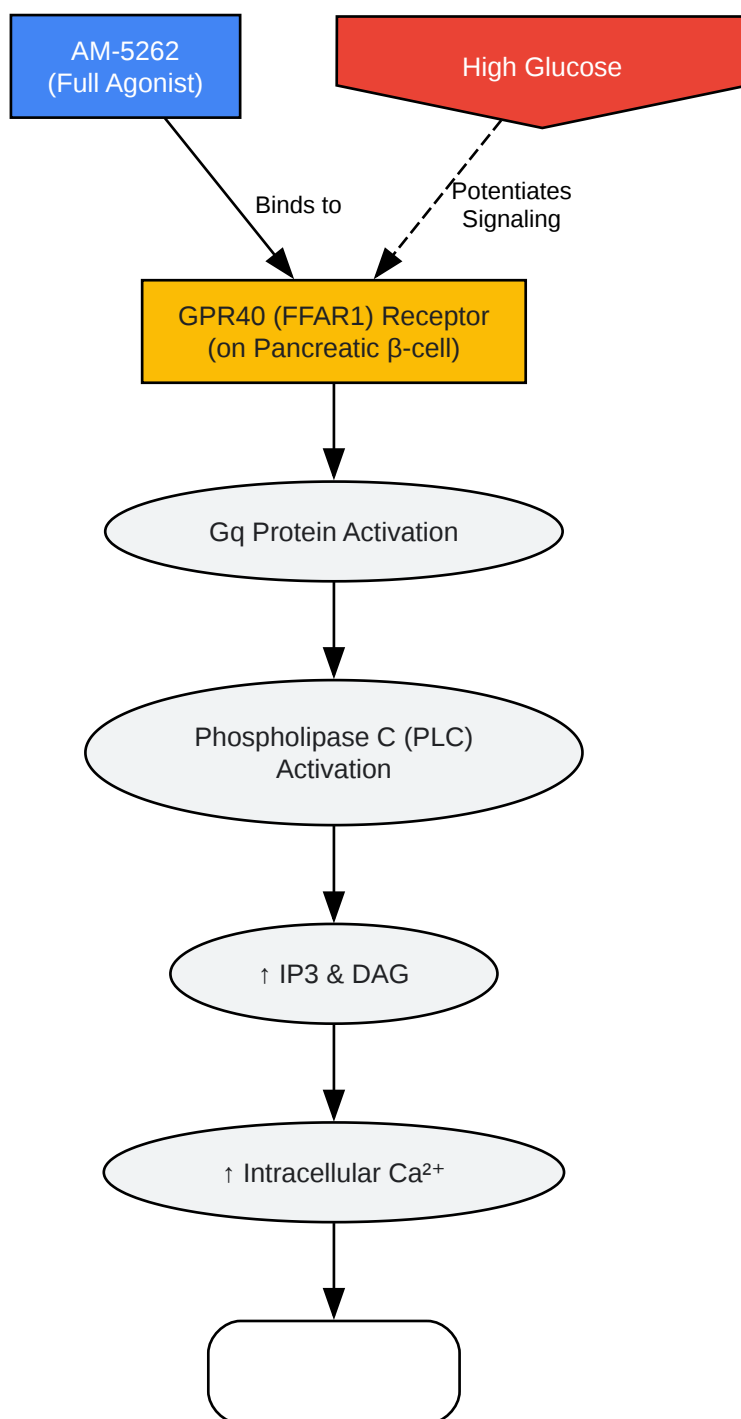 AM-5262
(Full Agonist)
High Glucose
Binds to
Potentiates
Signaling
GPR40 (FFAR1) Receptor
(on Pancreatic β-cell)
Gq Protein Activation
Phospholipase C (PLC)
Activation
↑ IP3 & DAG
↑ Intracellular Ca²⁺